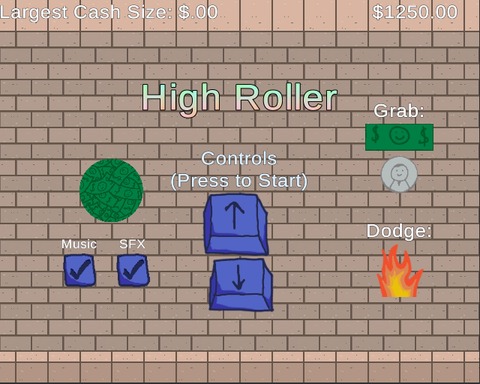 Largest Cash Size: $.00
$1250.00
High Roller
Grab:
$ $
Controls
(Press to Start)
Dodge:
Music SFX